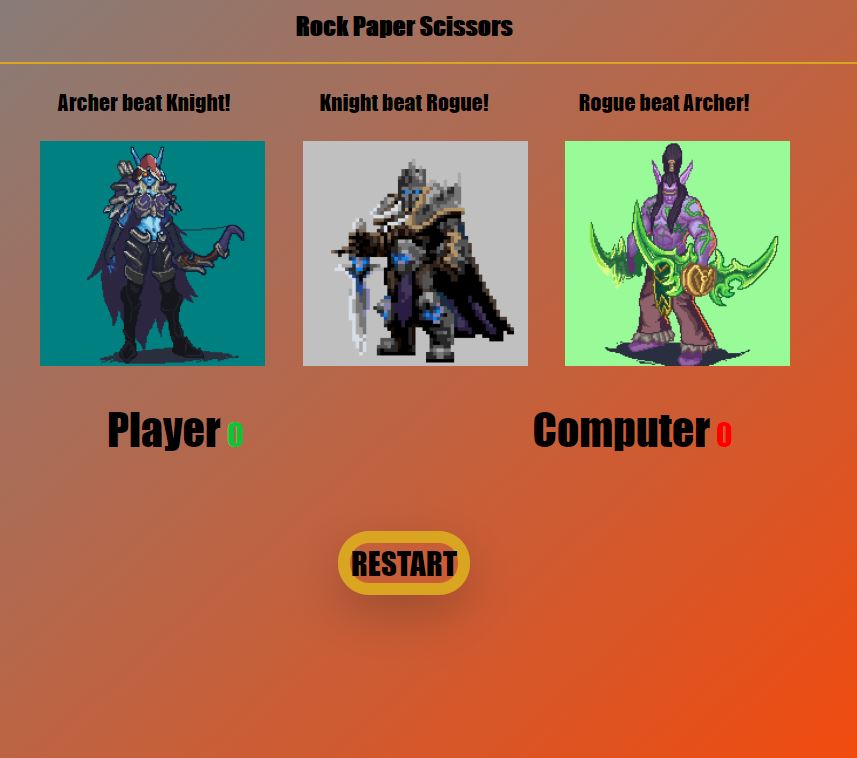 Rock Paper Scissors
Archer beat Knight! Knight beat Rogue! Rogue beat Archer!
Player 0 Computer 0
RESTART